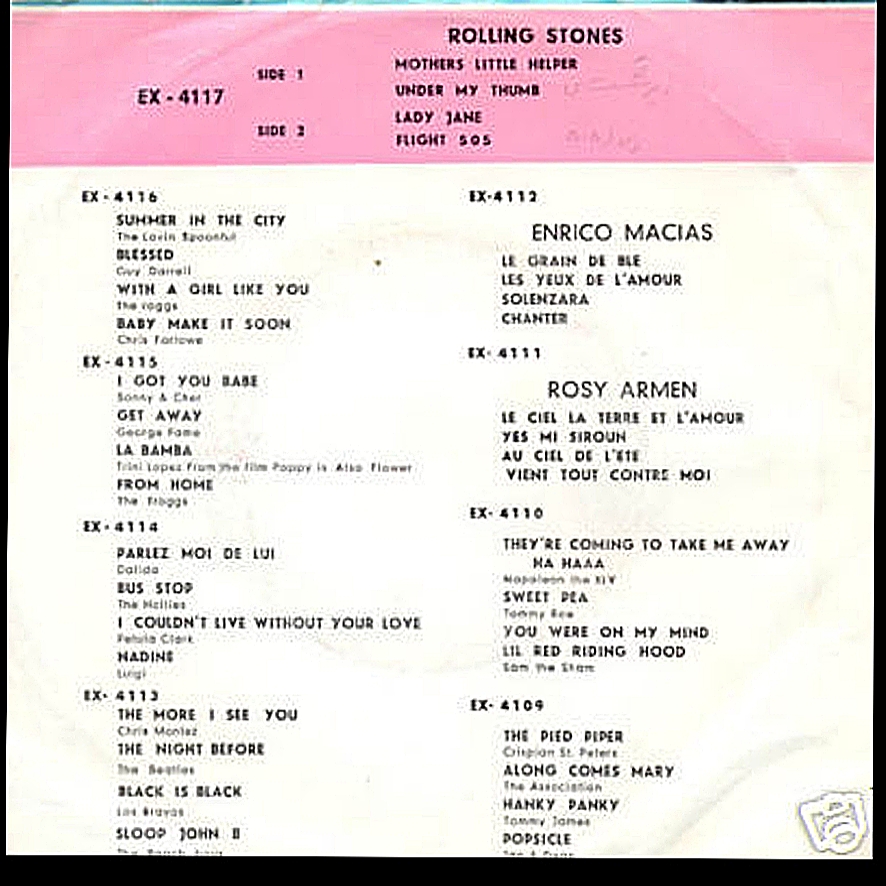 ROLLING STONES
EX - 4117
SIDE 1
MOTHERS LITTLE HELPER
UNDER MY THUMB
SIDE 2
LADY JANE
FLIGHT 505
EX - 4116
SUMMER IN THE CITY
The Lovin Spoonful
BLESSED
Guy Darrell
WITH A GIRL LIKE YOU
the roggs
BABY MAKE IT SOON
Chris Farlowe
EX - 4115
I GOT YOU BABE
Sonny & Cher
GET AWAY
George Fame
LA BAMBA
Trini Lopez From the film Poppy is Also Flower
FROM HOME
The Troggs
EX - 4114
PARLEZ MOI DE LUI
Dalida
BUS STOP
The Hollies
I COULDN'T LIVE WITHOUT YOUR LOVE
Petula Clark
NADINE
Luigi
EX- 4113
THE MORE I SEE YOU
Chris Montez
THE NIGHT BEFORE
The Beatles
BLACK IS BLACK
Los Bravos
SLOOP JOHN B
The Beach
EX-4112
ENRICO MACIAS
LE GRAIN DE BLE
LES YEUX DE L'AMOUR
SOLENZARA
CHANTER
EX- 4111
ROSY ARMEN
LE CIEL LA TERRE ET L'AMOUR
YES MI SIROUN
AU CIEL DE L'ETE
VIENT TOUT CONTRE MOI
EX- 4110
THEY'RE COMING TO TAKE ME AWAY
HA HAAA
Napoleon the XIV
SWEET PEA
Tommy Roe
YOU WERE ON MY MIND
LIL RED RIDING HOOD
Sam the Sham
EX- 4109
THE PIED PIPER
Crispian St. Peters
ALONG COMES MARY
The Association
HANKY PANKY
Tommy James
POPSICLE